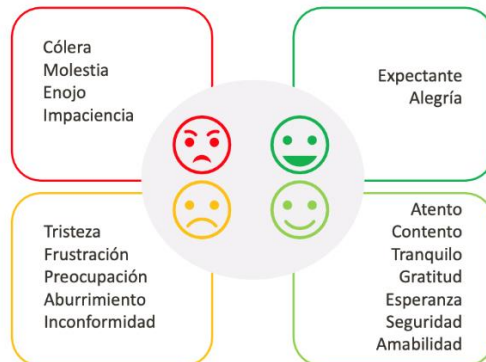 Cólera
Molestia
Enojo
Impaciencia
Expectante
Alegría
Tristeza
Frustración
Preocupación
Aburrimiento
Inconformidad
Atento
Contento
Tranquilo
Gratitud
Esperanza
Seguridad
Amabilidad